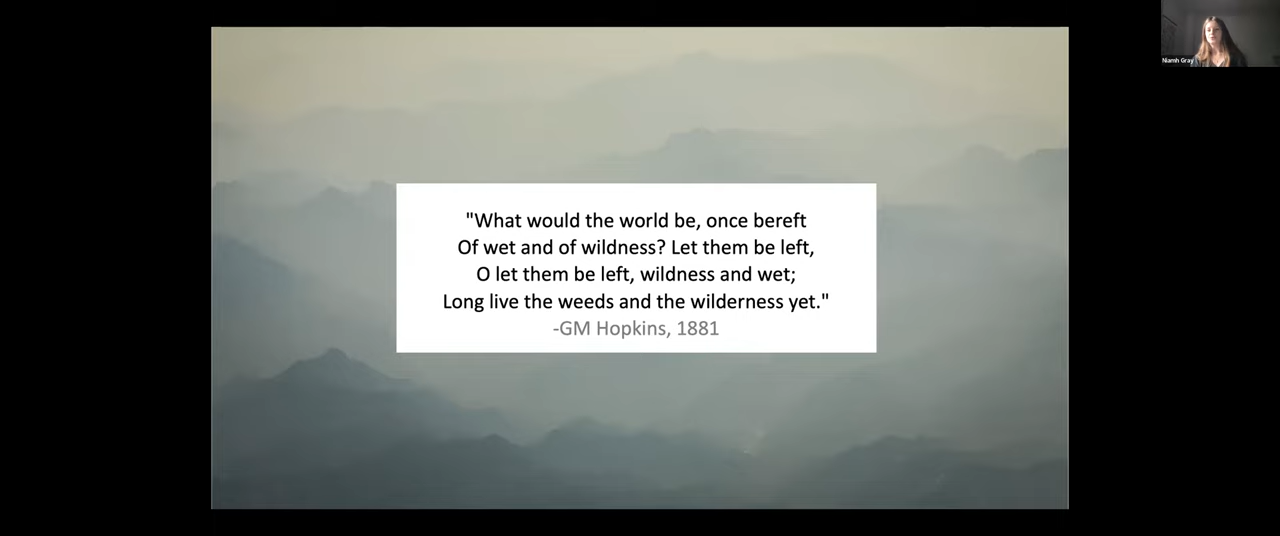 "What would the world be, once bereft
Of wet and of wildness? Let them be left,
O let them be left, wildness and wet;
Long live the weeds and the wilderness yet."
-GM Hopkins, 1881
Niamh Gray